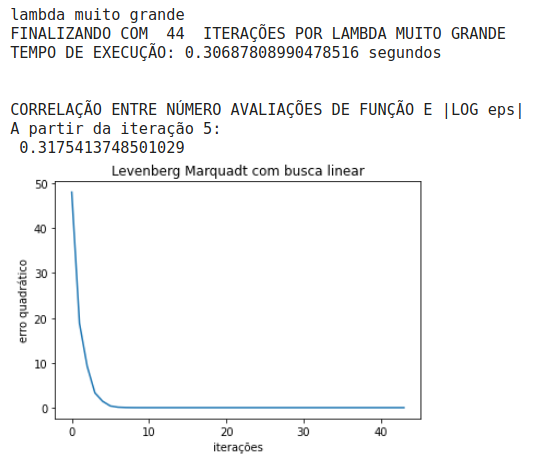 lambda muito grande
FINALIZANDO COM  44  ITERAÇÕES POR LAMBDA MUITO GRANDE
TEMPO DE EXECUÇÃO: 0.30687808990478516 segundos
CORRELAÇÃO ENTRE NÚMERO AVALIAÇÕES DE FUNÇÃO E |LOG eps|
A partir da iteração 5:
0.3175413748501029
Levenberg Marquadt com busca linear
50
40
30
20
10
0
erro quadrático
0 10 20 30 40
iterações